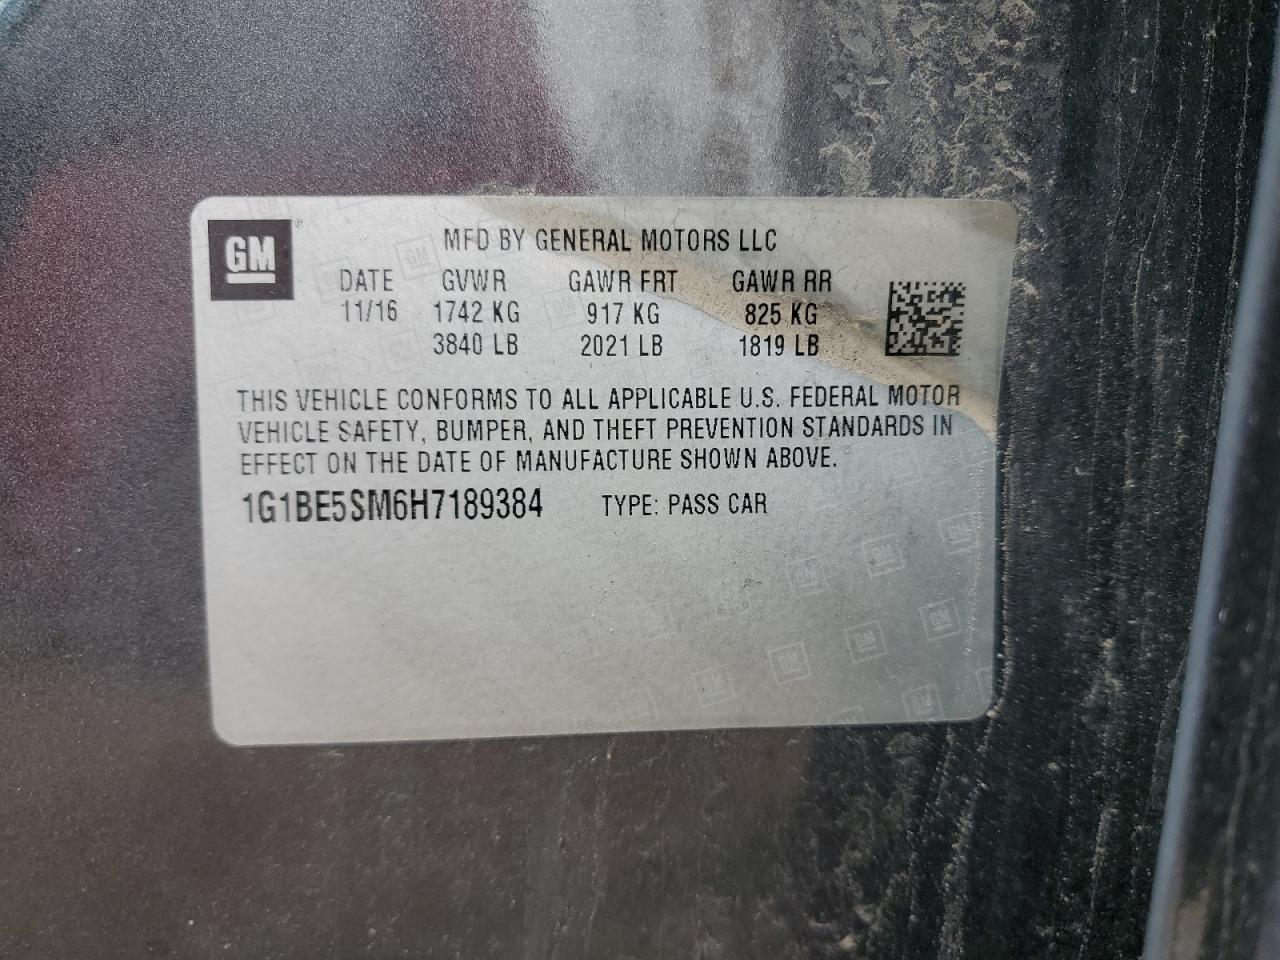 GM
MFD BY GENERAL MOTORS LLC
DATE GVWR GAWR FRT GAWR RR
11/16 1742 KG 917 KG 825 KG
3840 LB 2021 LB 1819 LB
THIS VEHICLE CONFORMS TO ALL APPLICABLE U.S. FEDERAL MOTOR
VEHICLE SAFETY, BUMPER, AND THEFT PREVENTION STANDARDS IN
EFFECT ON THE DATE OF MANUFACTURE SHOWN ABOVE.
1G1BE5SM6H7189384 TYPE: PASS CAR